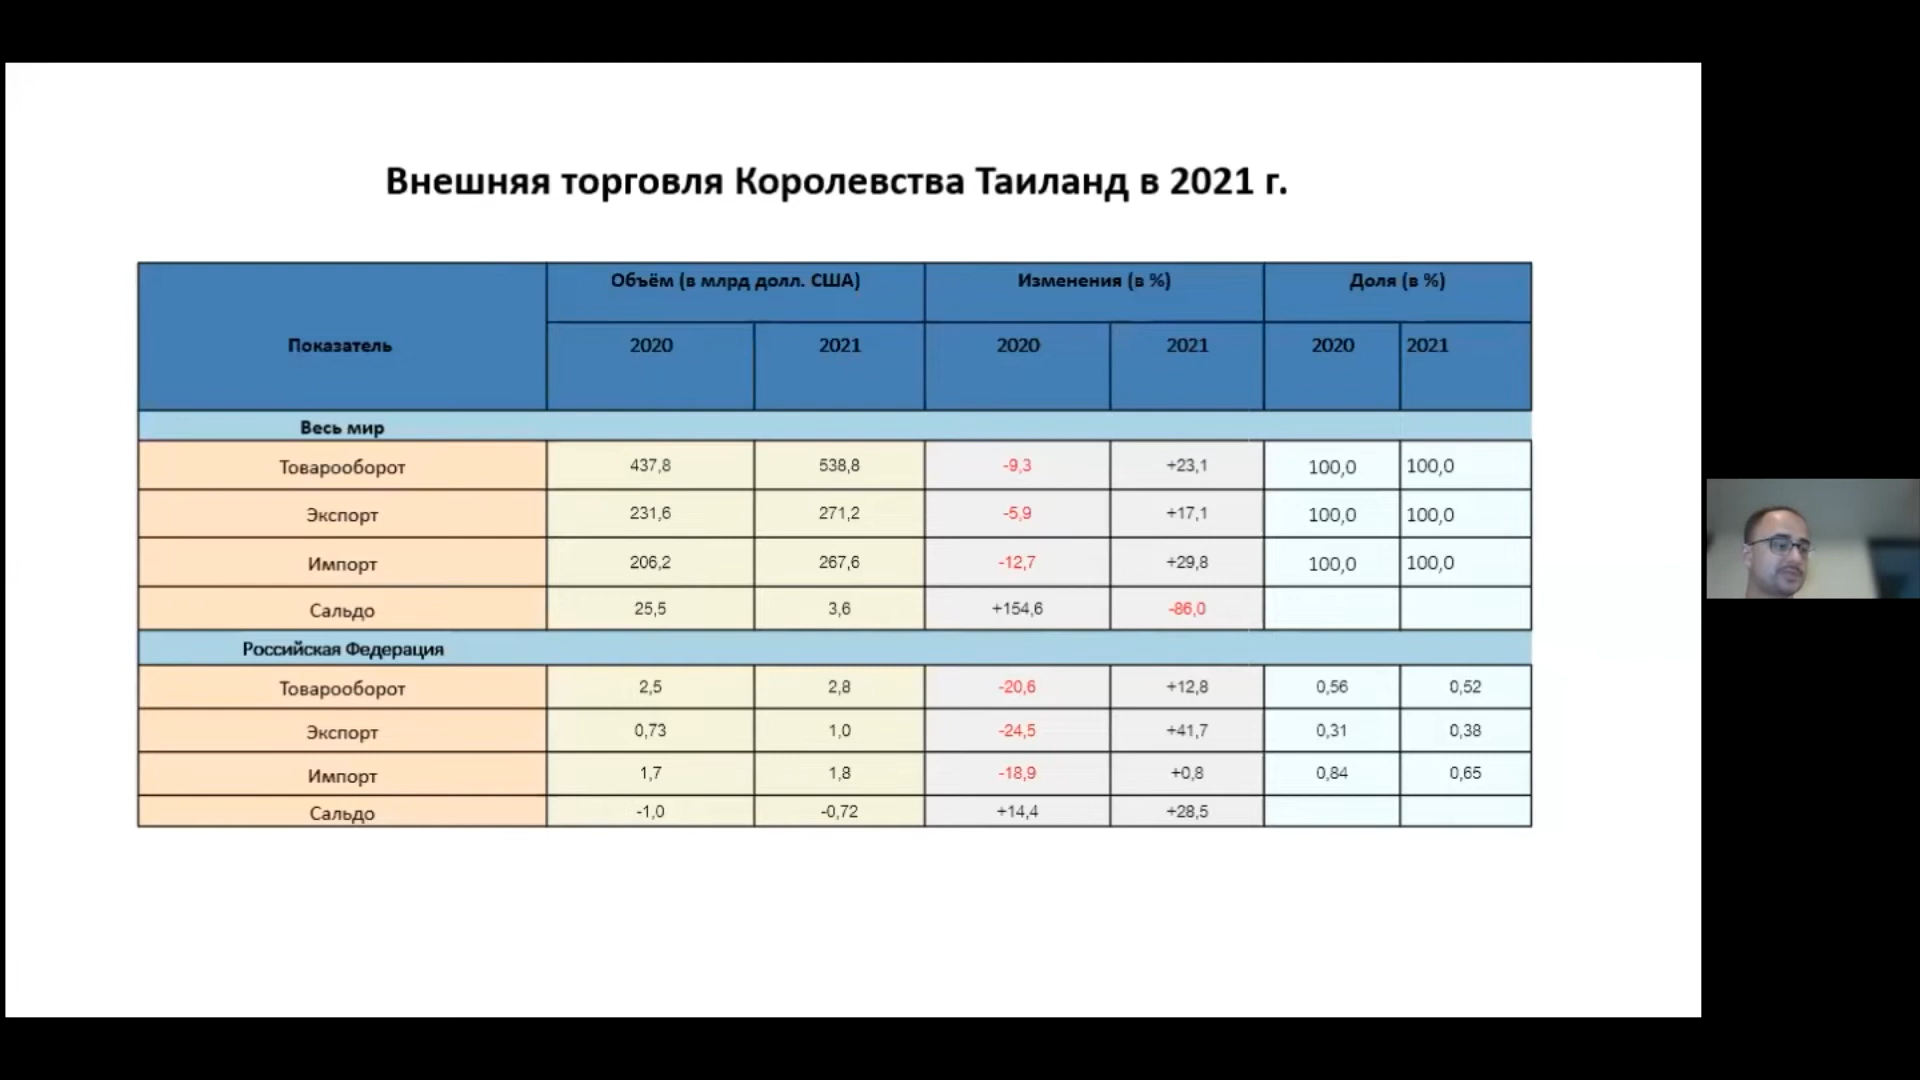 Внешняя торговля Королевства Таиланд в 2021 г.
Показатель Объём (в млрд долл. США) Изменения (в %) Доля (в %)
2020 2021 2020 2021 2020 2021
Весь мир
Товарооборот 437,8 538,8 -9,3 +23,1 100,0 100,0
Экспорт 231,6 271,2 -5,9 +17,1 100,0 100,0
Импорт 206,2 267,6 -12,7 +29,8 100,0 100,0
Сальдо 25,5 3,6 +154,6 -86,0
Российская Федерация
Товарооборот 2,5 2,8 -20,6 +12,8 0,56 0,52
Экспорт 0,73 1,0 -24,5 +41,7 0,31 0,38
Импорт 1,7 1,8 -18,9 +0,8 0,84 0,65
Сальдо -1,0 -0,72 +14,4 +28,5